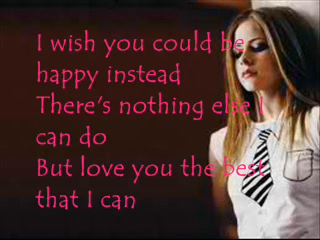 I wish you could be
happy instead
There's nothing else I
can do
But love you the best
that I can